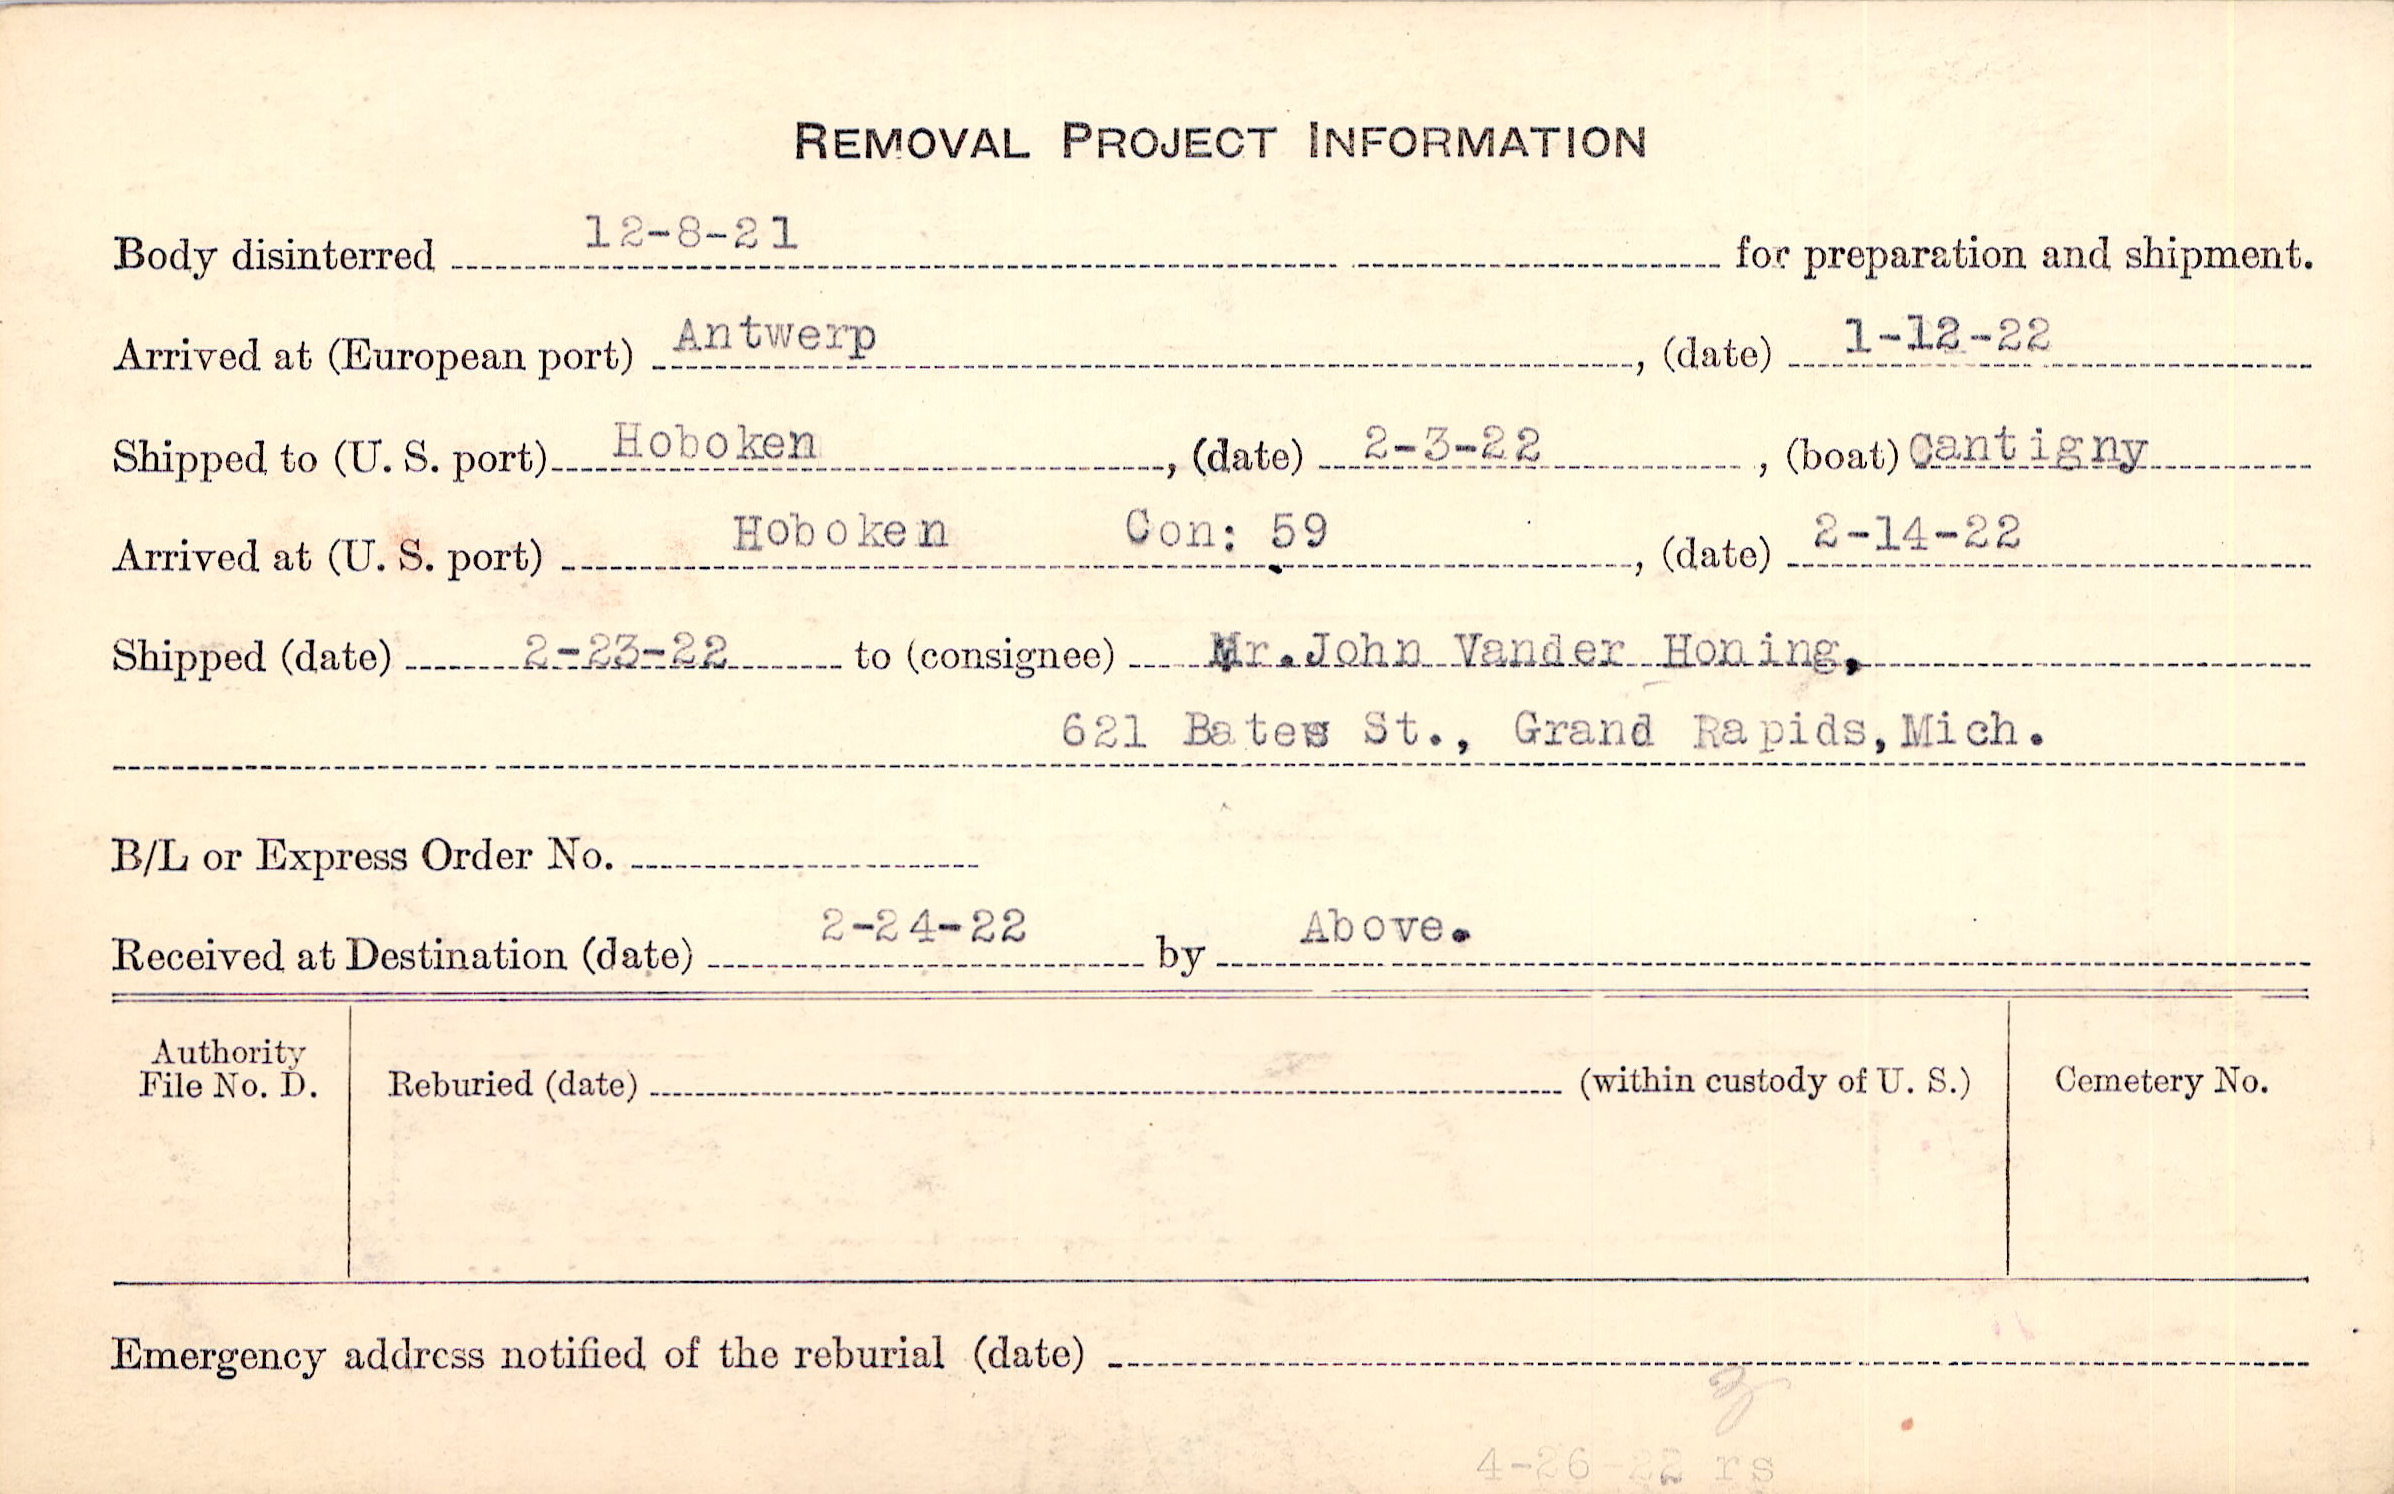 REMOVAL PROJECT INFORMATION
Body disinterred 12-8-21 for preparation and shipment.
Arrived at (European port) Antwerp, (date) 1-12-22
Shipped to (U. S. port) Hoboken, (date) 2-3-22, (boat) Cantigny
Arrived at (U. S. port) Hoboken Con: 59, (date) 2-14-22
Shipped (date) 2-23-22 to (consignee) Mr.John Vander Honing,
621 Bates St., Grand Rapids,Mich.
B/L or Express Order No.
Received at Destination (date) 2-24-22 by Above.
Authority
File No. D.
Reburied (date) (within custody of U. S.)
Cemetery No.
Emergency address notified of the reburial (date)
4-26-22 rs